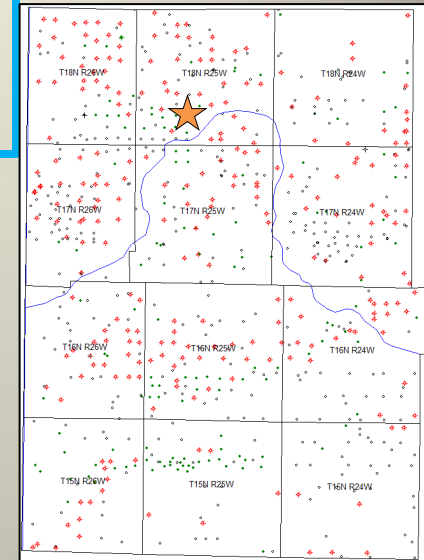 T18N R26W
T18N R25W
T18N R24W
T17N R26W
T17N R25W
T17N R24W
T16N R26W
T16N R25W
T16N R24W
T15N R26W
T15N R25W
T15N R24W